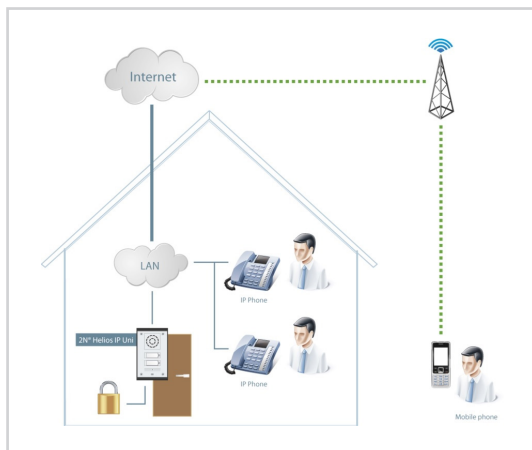 Internet
LAN
IP Phone
2N® Helios IP Uni
IP Phone
Mobile phone